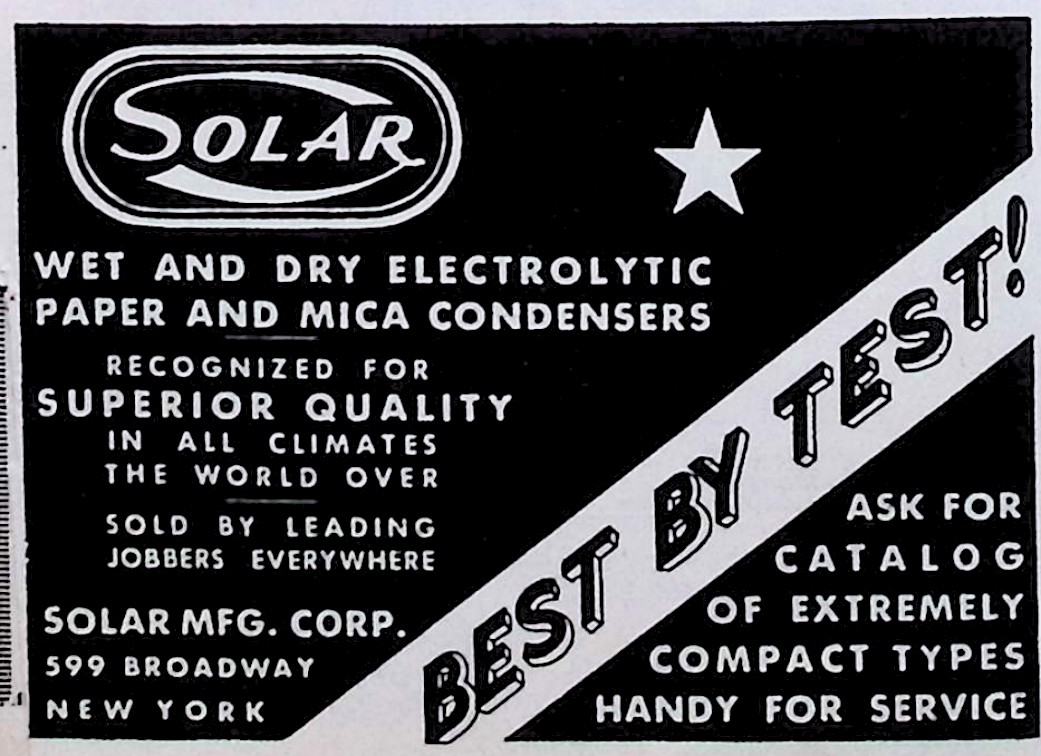 SOLAR
WET AND DRY ELECTROLYTIC
PAPER AND MICA CONDENSERS
RECOGNIZED FOR
SUPERIOR QUALITY
IN ALL CLIMATES
THE WORLD OVER
SOLD BY LEADING
JOBBERS EVERYWHERE
SOLAR MFG. CORP.
599 BROADWAY
NEW YORK
BEST BY TEST!
ASK FOR
CATALOG
OF EXTREMELY
COMPACT TYPES
HANDY FOR SERVICE